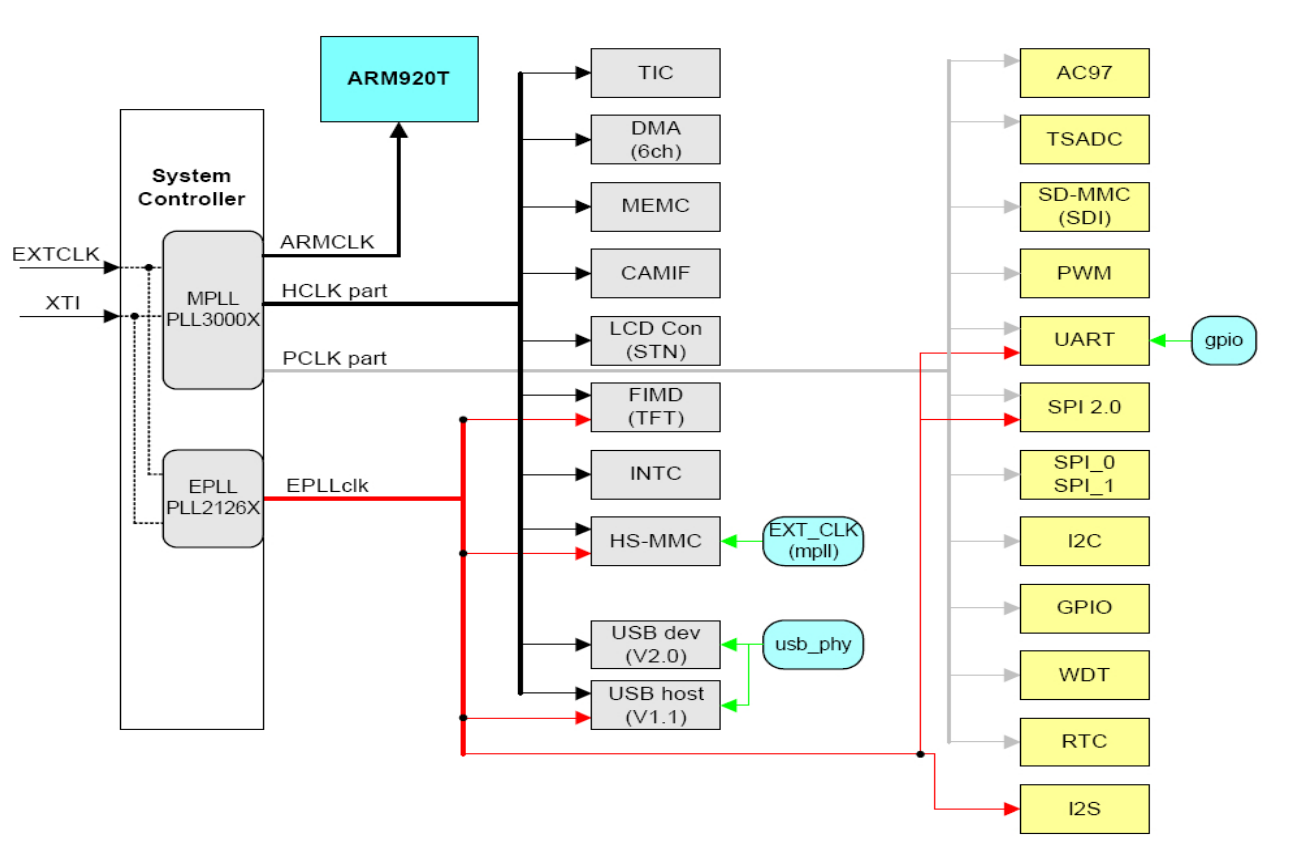 ARM920T
System
Controller
EXTCLK
XTI
MPLL
PLL3000X
EPLL
PLL2126X
ARMCLK
HCLK part
PCLK part
EPLLclk
TIC
DMA
(6ch)
MEMC
CAMIF
LCD Con
(STN)
FIMD
(TFT)
INTC
HS-MMC
EXT_CLK
(mpll)
USB dev
(V2.0)
usb_phy
USB host
(V1.1)
AC97
TSADC
SD-MMC
(SDI)
PWM
UART
gpio
SPI 2.0
SPI_0
SPI_1
I2C
GPIO
WDT
RTC
I2S